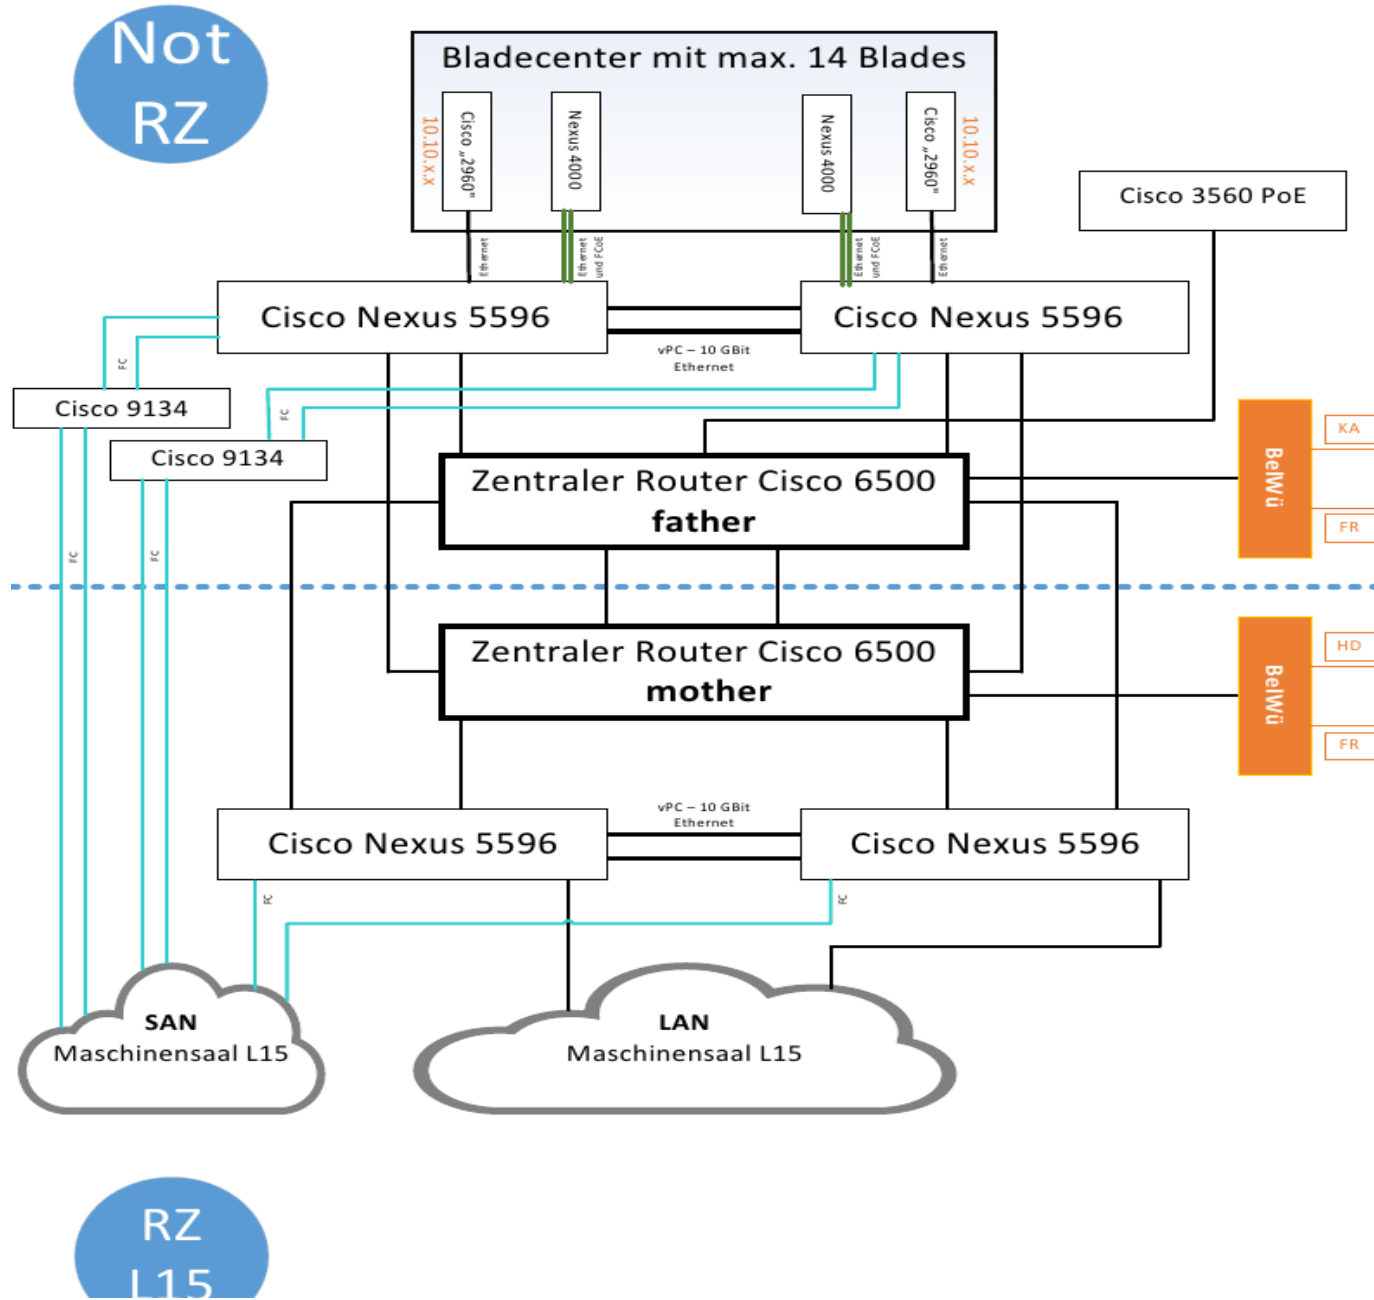 Not
RZ
Bladecenter mit max. 14 Blades
10.10.x.x
Cisco „2960"
Nexus 4000
Nexus 4000
Cisco „2960"
10.10.x.x
Cisco 3560 PoE
Ethernet
Ethernet
und FCoE
Ethernet
und FCoE
Ethernet
Cisco Nexus 5596
Cisco Nexus 5596
vPC – 10 GBit
Ethernet
FC
Cisco 9134
FC
Cisco 9134
Zentraler Router Cisco 6500
father
BelWü
KA
FR
FC
FC
Zentraler Router Cisco 6500
mother
BelWü
HD
FR
vPC – 10 GBit
Ethernet
Cisco Nexus 5596
Cisco Nexus 5596
FC
FC
SAN
Maschinensaal L15
LAN
Maschinensaal L15
RZ
L15